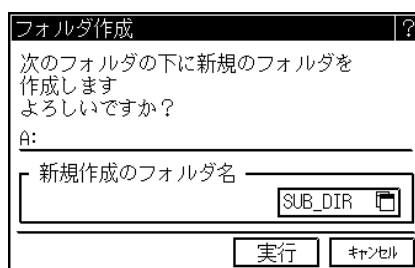 フォルダ作成 ?
次のフォルダの下に新規のフォルダを
作成します
よろしいですか?
A:
新規作成のフォルダ名
SUB_DIR
実行 キャンセル